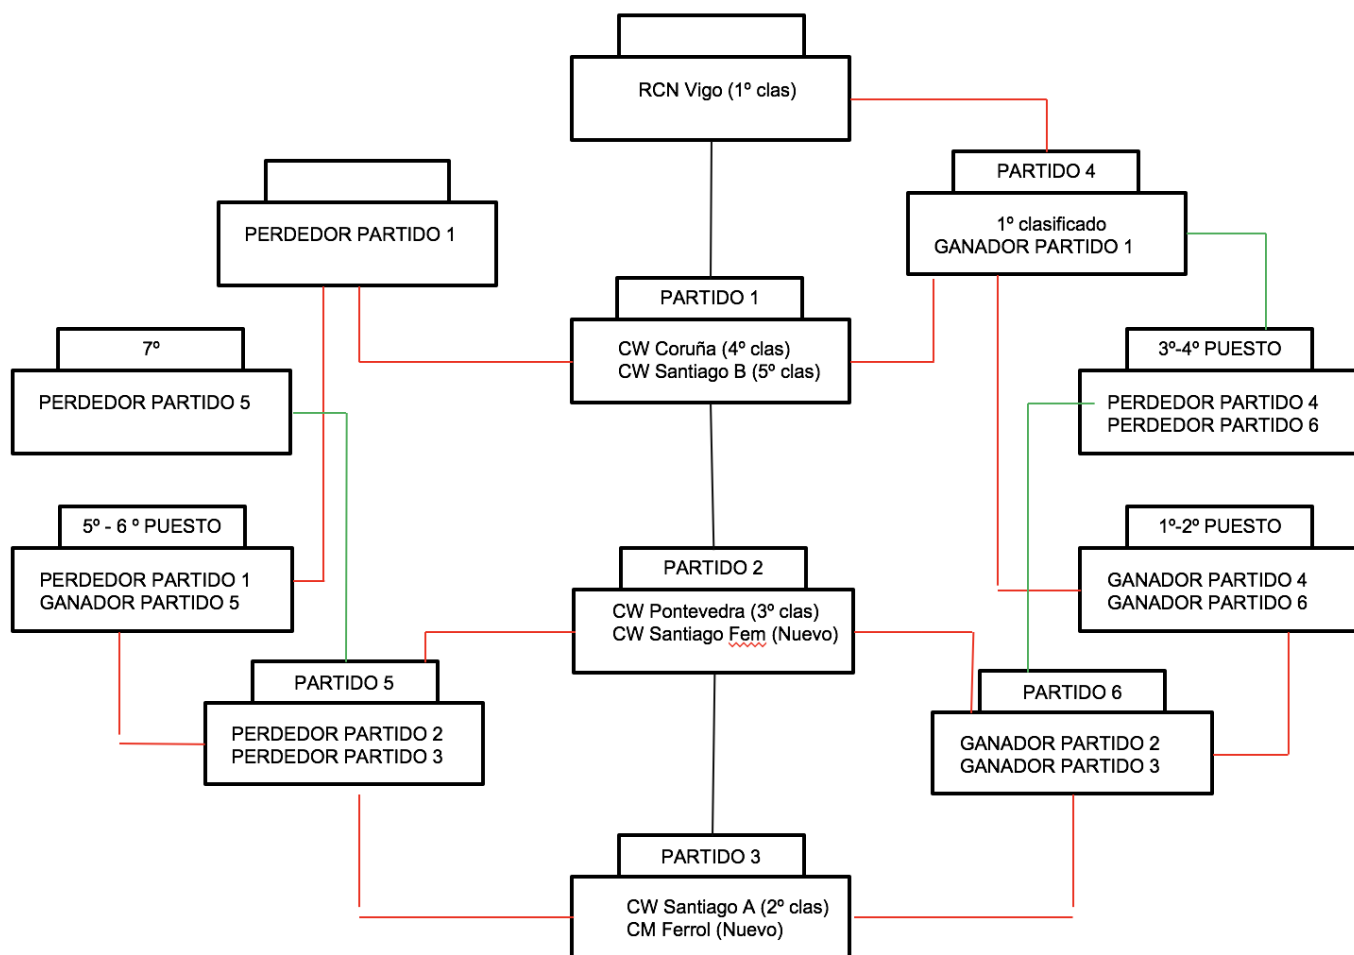 RCN Vigo (1º clas)
PARTIDO 4
1º clasificado
GANADOR PARTIDO 1
PERDEDOR PARTIDO 1
PARTIDO 1
CW Coruña (4º clas)
CW Santiago B (5º clas)
7º
PERDEDOR PARTIDO 5
3º-4º PUESTO
PERDEDOR PARTIDO 4
PERDEDOR PARTIDO 6
5º - 6 º PUESTO
PERDEDOR PARTIDO 1
GANADOR PARTIDO 5
1º-2º PUESTO
GANADOR PARTIDO 4
GANADOR PARTIDO 6
PARTIDO 2
CW Pontevedra (3º clas)
CW Santiago Fem (Nuevo)
PARTIDO 5
PERDEDOR PARTIDO 2
PERDEDOR PARTIDO 3
PARTIDO 6
GANADOR PARTIDO 2
GANADOR PARTIDO 3
PARTIDO 3
CW Santiago A (2º clas)
CM Ferrol (Nuevo)